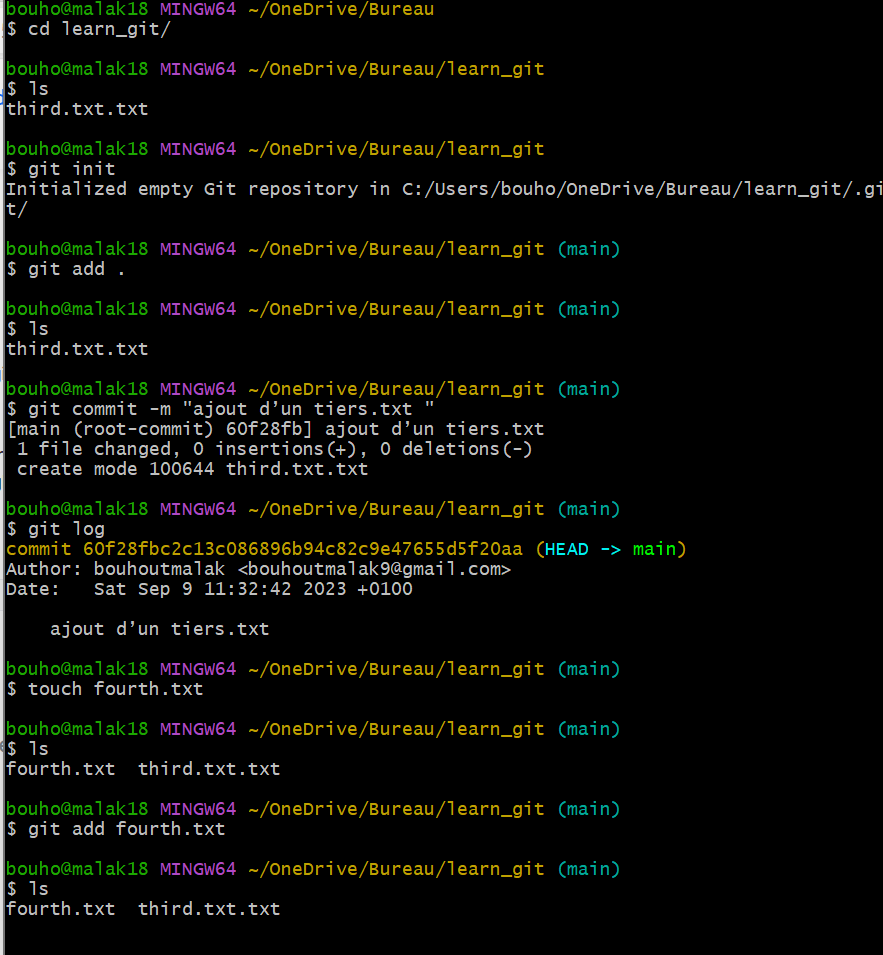 bouho@malak18 MINGW64 ~/OneDrive/Bureau
$ cd learn_git/
bouho@malak18 MINGW64 ~/OneDrive/Bureau/learn_git
$ ls
third.txt.txt
bouho@malak18 MINGW64 ~/OneDrive/Bureau/learn_git
$ git init
Initialized empty Git repository in C:/Users/bouho/OneDrive/Bureau/learn_git/.gi
t/
bouho@malak18 MINGW64 ~/OneDrive/Bureau/learn_git (main)
$ git add .
bouho@malak18 MINGW64 ~/OneDrive/Bureau/learn_git (main)
$ ls
third.txt.txt
bouho@malak18 MINGW64 ~/OneDrive/Bureau/learn_git (main)
$ git commit -m "ajout d’un tiers.txt "
[main (root-commit) 60f28fb] ajout d’un tiers.txt
1 file changed, 0 insertions(+), 0 deletions(-)
create mode 100644 third.txt.txt
bouho@malak18 MINGW64 ~/OneDrive/Bureau/learn_git (main)
$ git log
commit 60f28fbc2c13c086896b94c82c9e47655d5f20aa (HEAD -> main)
Author: bouhoutmalak <bouhoutmalak9@gmail.com>
Date:   Sat Sep 9 11:32:42 2023 +0100
ajout d’un tiers.txt
bouho@malak18 MINGW64 ~/OneDrive/Bureau/learn_git (main)
$ touch fourth.txt
bouho@malak18 MINGW64 ~/OneDrive/Bureau/learn_git (main)
$ ls
fourth.txt  third.txt.txt
bouho@malak18 MINGW64 ~/OneDrive/Bureau/learn_git (main)
$ git add fourth.txt
bouho@malak18 MINGW64 ~/OneDrive/Bureau/learn_git (main)
$ ls
fourth.txt  third.txt.txt